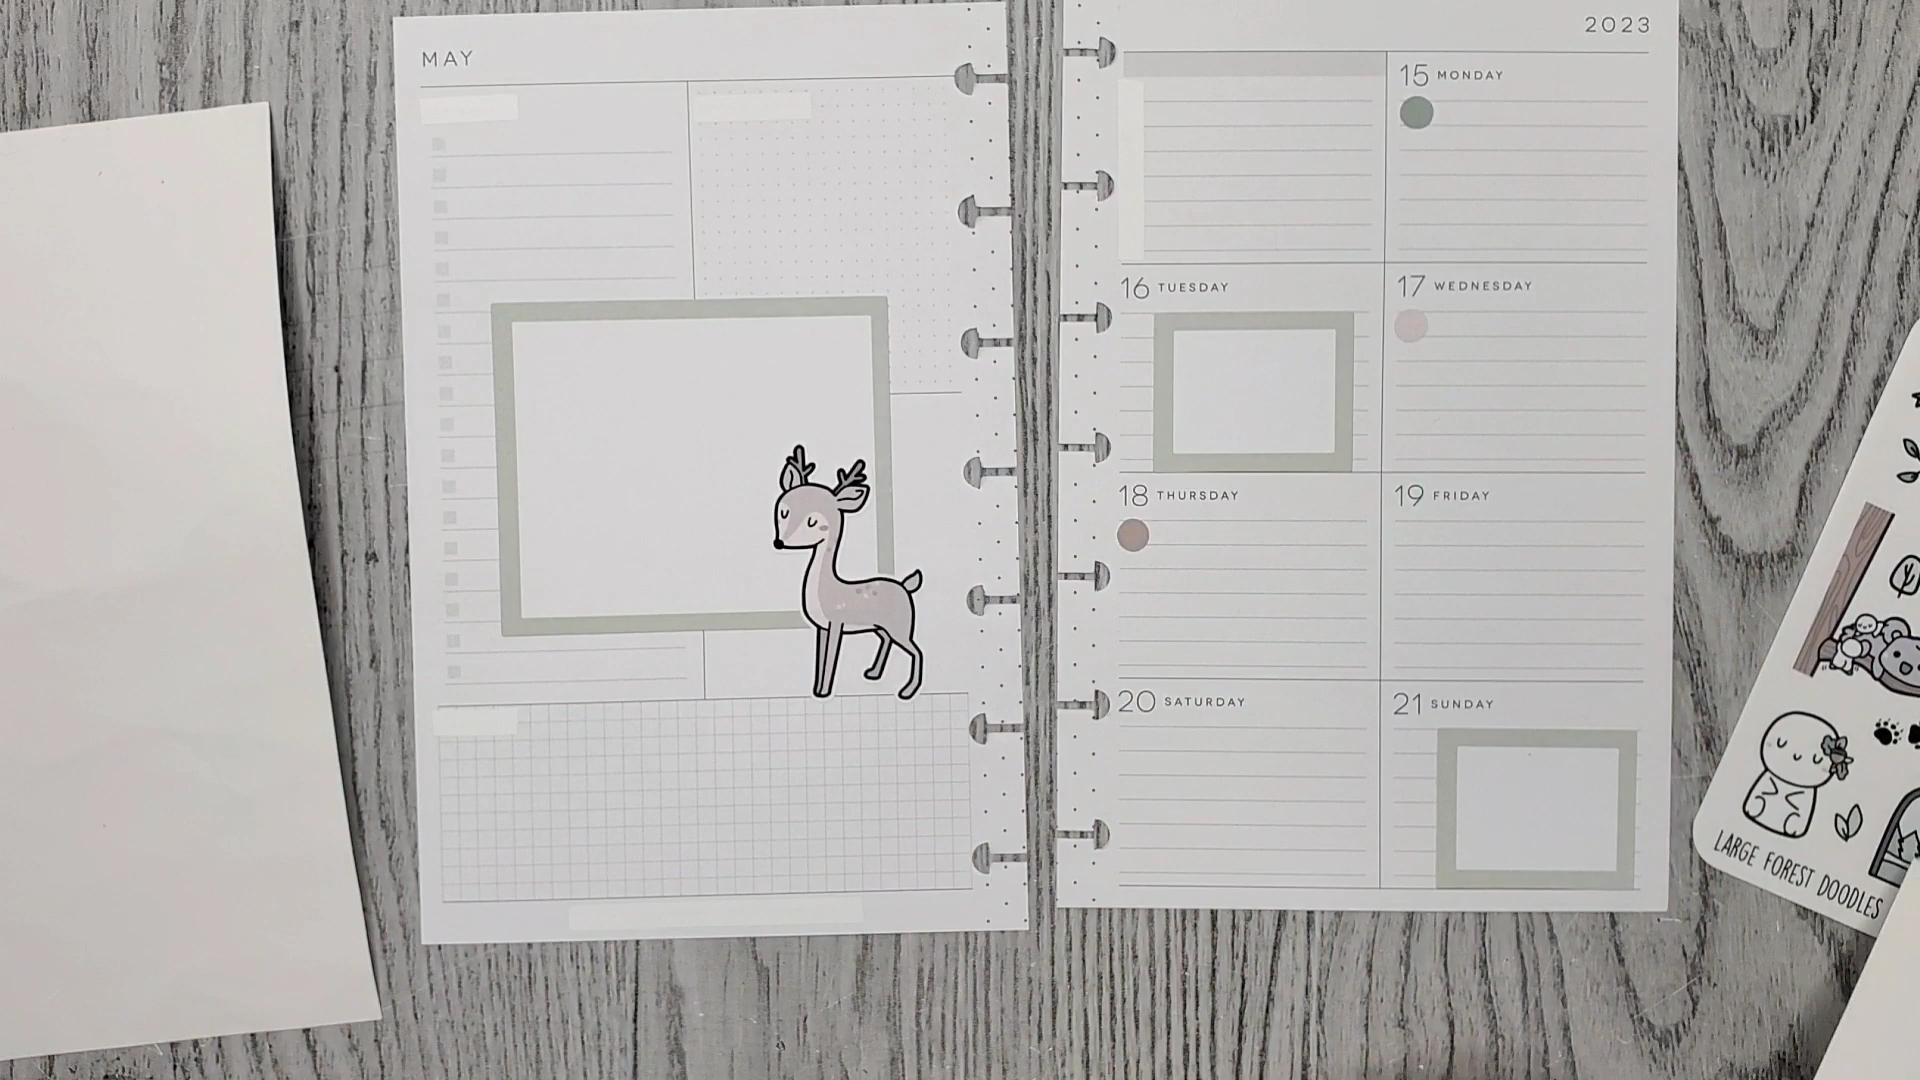 MAY
2023
15 MONDAY
16 TUESDAY
17 WEDNESDAY
18 THURSDAY
19 FRIDAY
20 SATURDAY
21 SUNDAY
LARGE FOREST DOODLES